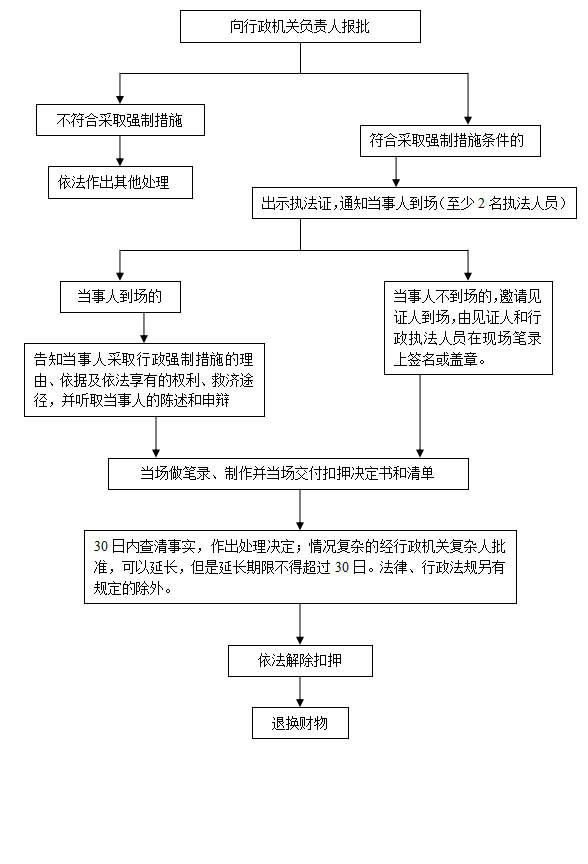 向行政机关负责人报批
不符合采取强制措施
符合采取强制措施条件的
依法作出其他处理
出示执法证，通知当事人到场（至少2名执法人员）
当事人到场的
当事人不到场的，邀请见
证人到场，由见证人和行
政执法人员在现场笔录
上签名或盖章。
告知当事人采取行政强制措施的理
由、依据及依法享有的权利、救济途
径，并听取当事人的陈述和申辩
当场做笔录、制作并当场交付扣押决定书和清单
30日内查清事实，作出处理决定；情况复杂的经行政机关复杂人批
准，可以延长，但是延长期限不得超过30日。法律、行政法规另有
规定的除外。
依法解除扣押
退换财物